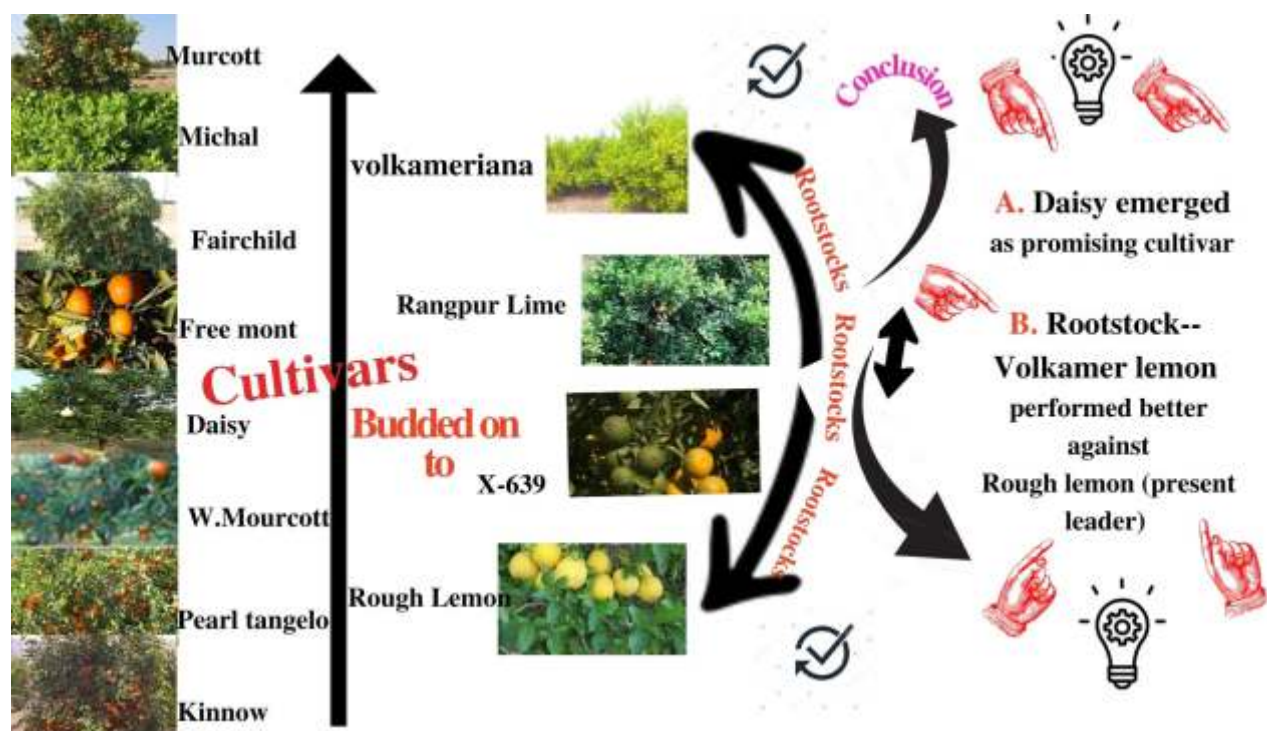 Murcott
Michal
Fairchild
Free mont
Daisy
W.Mourcott
Pearl tangelo
Kinnow
Cultivars
Budded on
to
volkameriana
Rangpur Lime
X-639
Rough Lemon
Rootstocks
Rootstocks
Rootstocks
Conclusion
A. Daisy emerged
as promising cultivar
B. Rootstock--
Volkamer lemon
performed better
against
Rough lemon (present
leader)